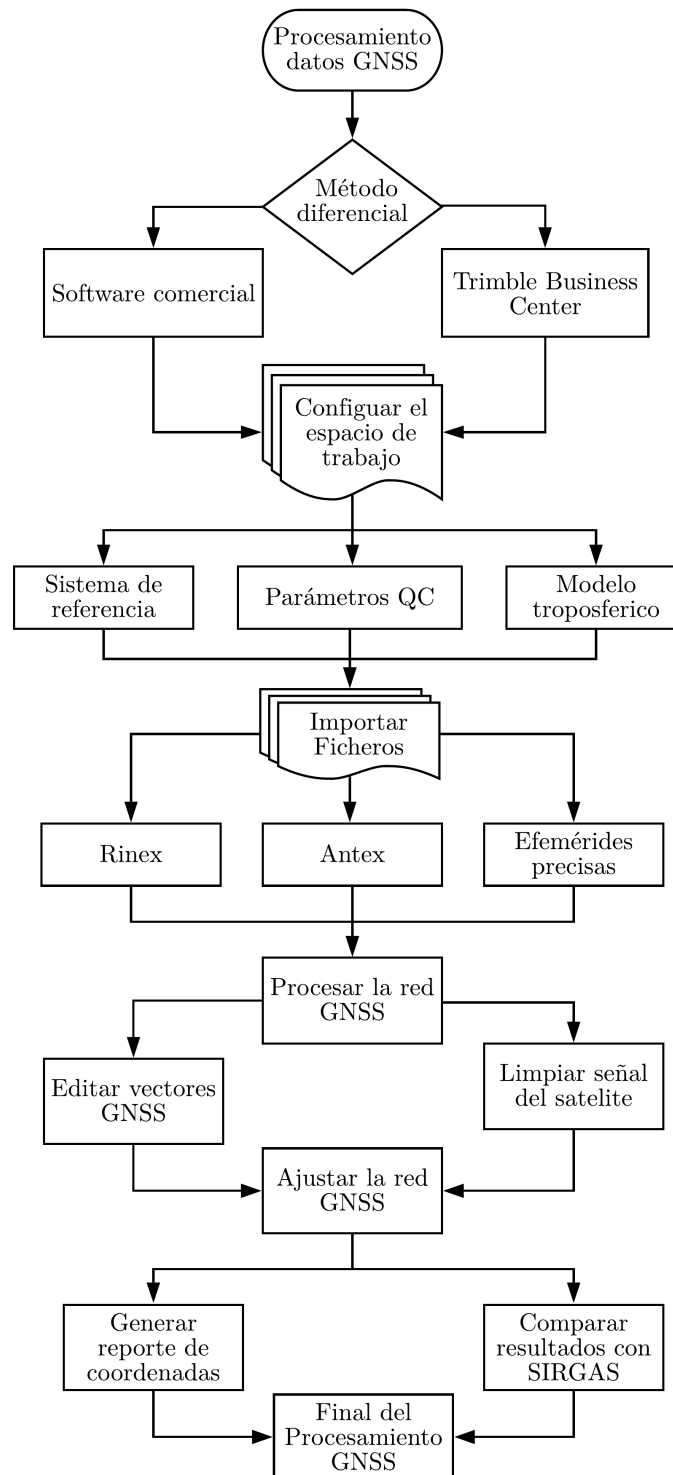 Procesamiento
datos GNSS
Método
diferencial
Software comercial
Trimble Business
Center
Configuar el
espacio de
trabajo
Sistema de
referencia
Parámetros QC
Modelo
troposferico
Importar
Ficheros
Rinex
Antex
Efemérides
precisas
Procesar la red
GNSS
Editar vectores
GNSS
Limpiar señal
del satelite
Ajustar la red
GNSS
Generar
reporte de
coordenadas
Comparar
resultados con
SIRGAS
Final del
Procesamiento
GNSS